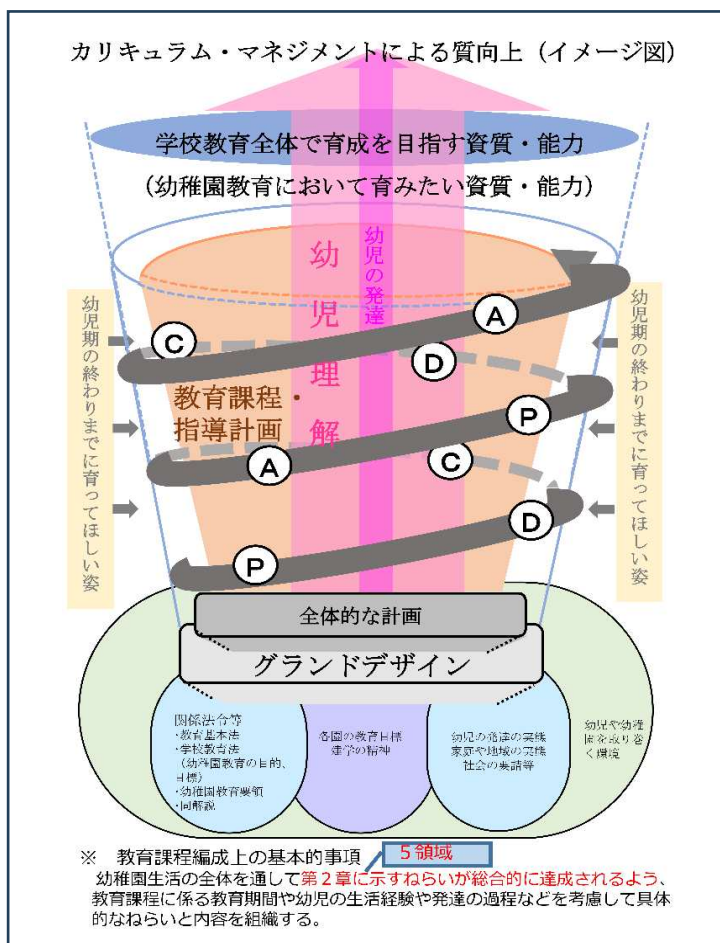 カリキュラム・マネジメントによる質向上（イメージ図）
学校教育全体で育成を目指す資質・能力
（幼稚園教育において育みたい資質・能力）
幼児理解
幼児の発達
幼児期の終わりまでに育ってほしい姿
幼児期の終わりまでに育ってほしい姿
A
C
D
教育課程・
指導計画
P
A
C
D
P
全体的な計画
グランドデザイン
関係法令等
・教育基本法
・学校教育法
（幼稚園教育の目的、
目標）
・幼稚園教育要領
・同解説
各園の教育目標
建学の精神
幼児の発達の実態
家庭や地域の実態
社会の要請等
幼児や幼稚
園を取り巻
く環境
※　教育課程編成上の基本的事項
５領域
幼稚園生活の全体を通して第２章に示すねらいが総合的に達成されるよう、
教育課程に係る教育期間や幼児の生活経験や発達の過程などを考慮して具体
的なねらいと内容を組織する。